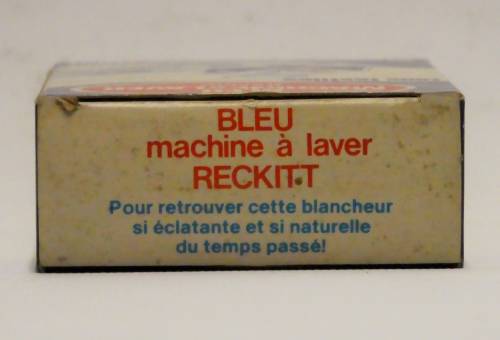 BLEU
machine à laver
RECKITT
Pour retrouver cette blancheur
si éclatante et si naturelle
du temps passé!